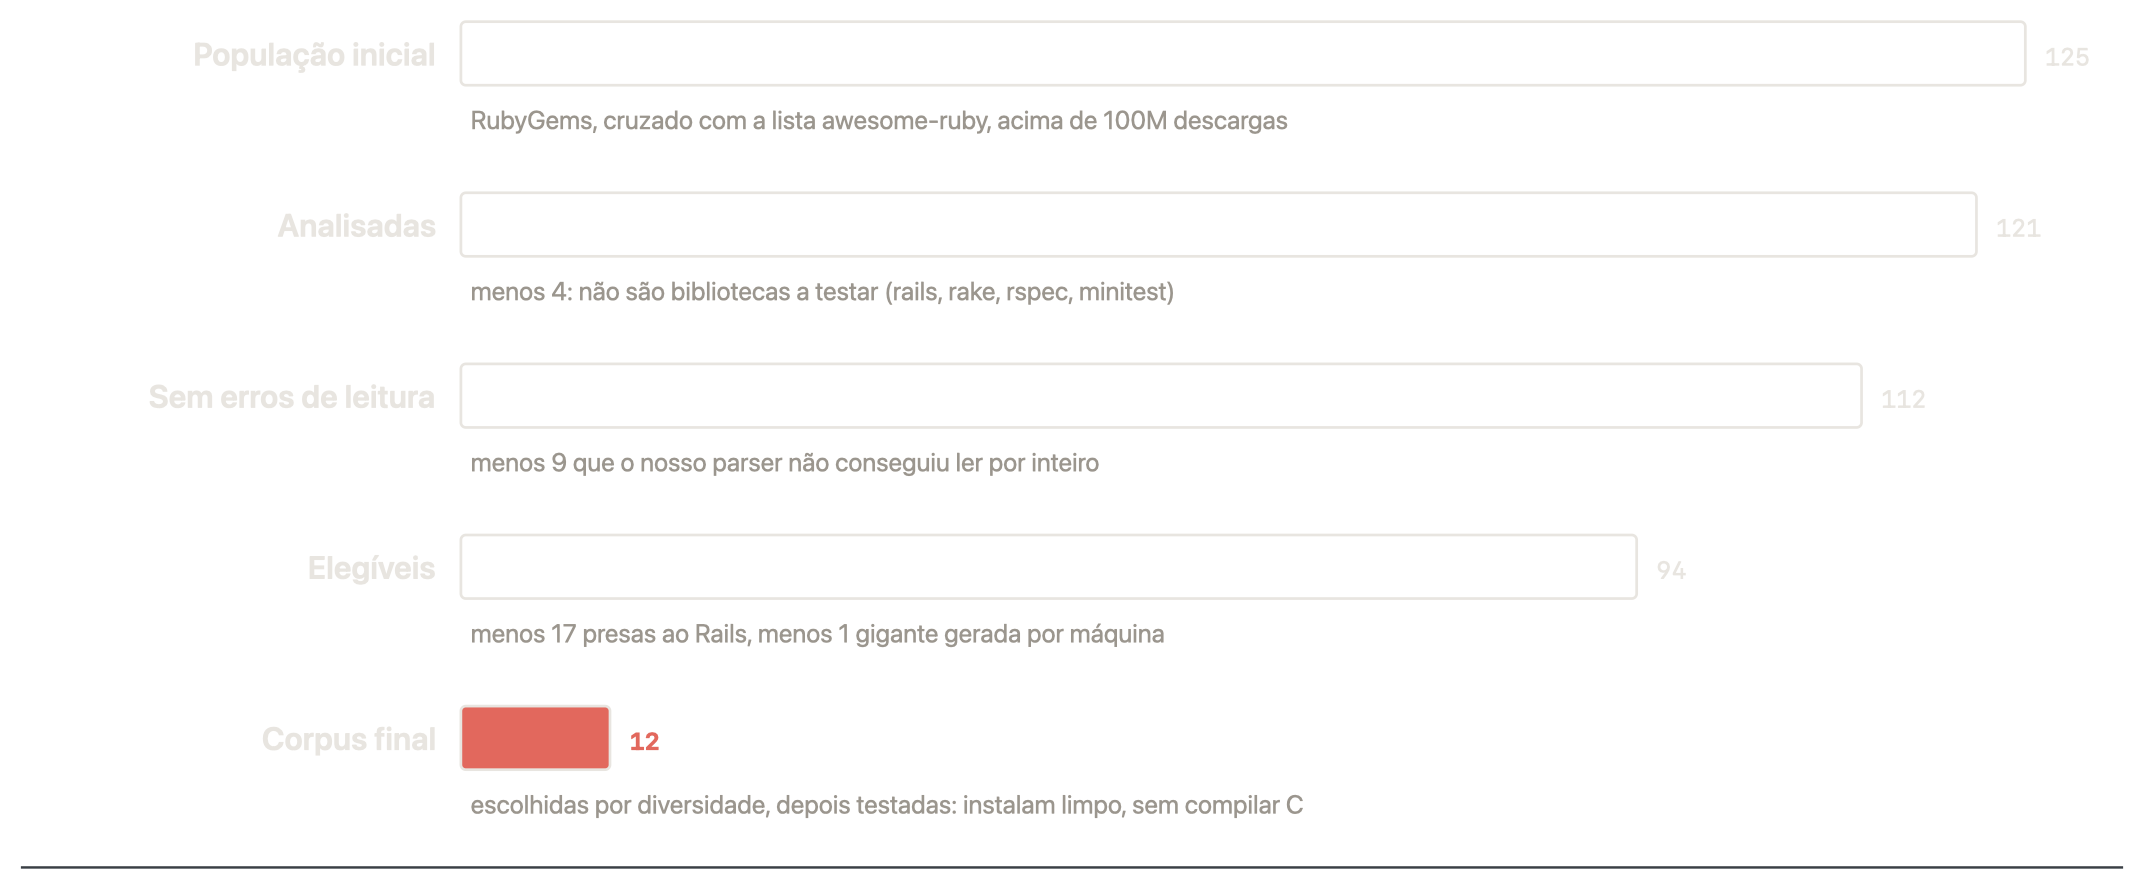 População inicial
125
RubyGems, cruzado com a lista awesome-ruby, acima de 100M descargas
Analisadas
121
menos 4: não são bibliotecas a testar (rails, rake, rspec, minitest)
Sem erros de leitura
112
menos 9 que o nosso parser não conseguiu ler por inteiro
Elegíveis
94
menos 17 presas ao Rails, menos 1 gigante gerada por máquina
Corpus final
12
escolhidas por diversidade, depois testadas: instalam limpo, sem compilar C